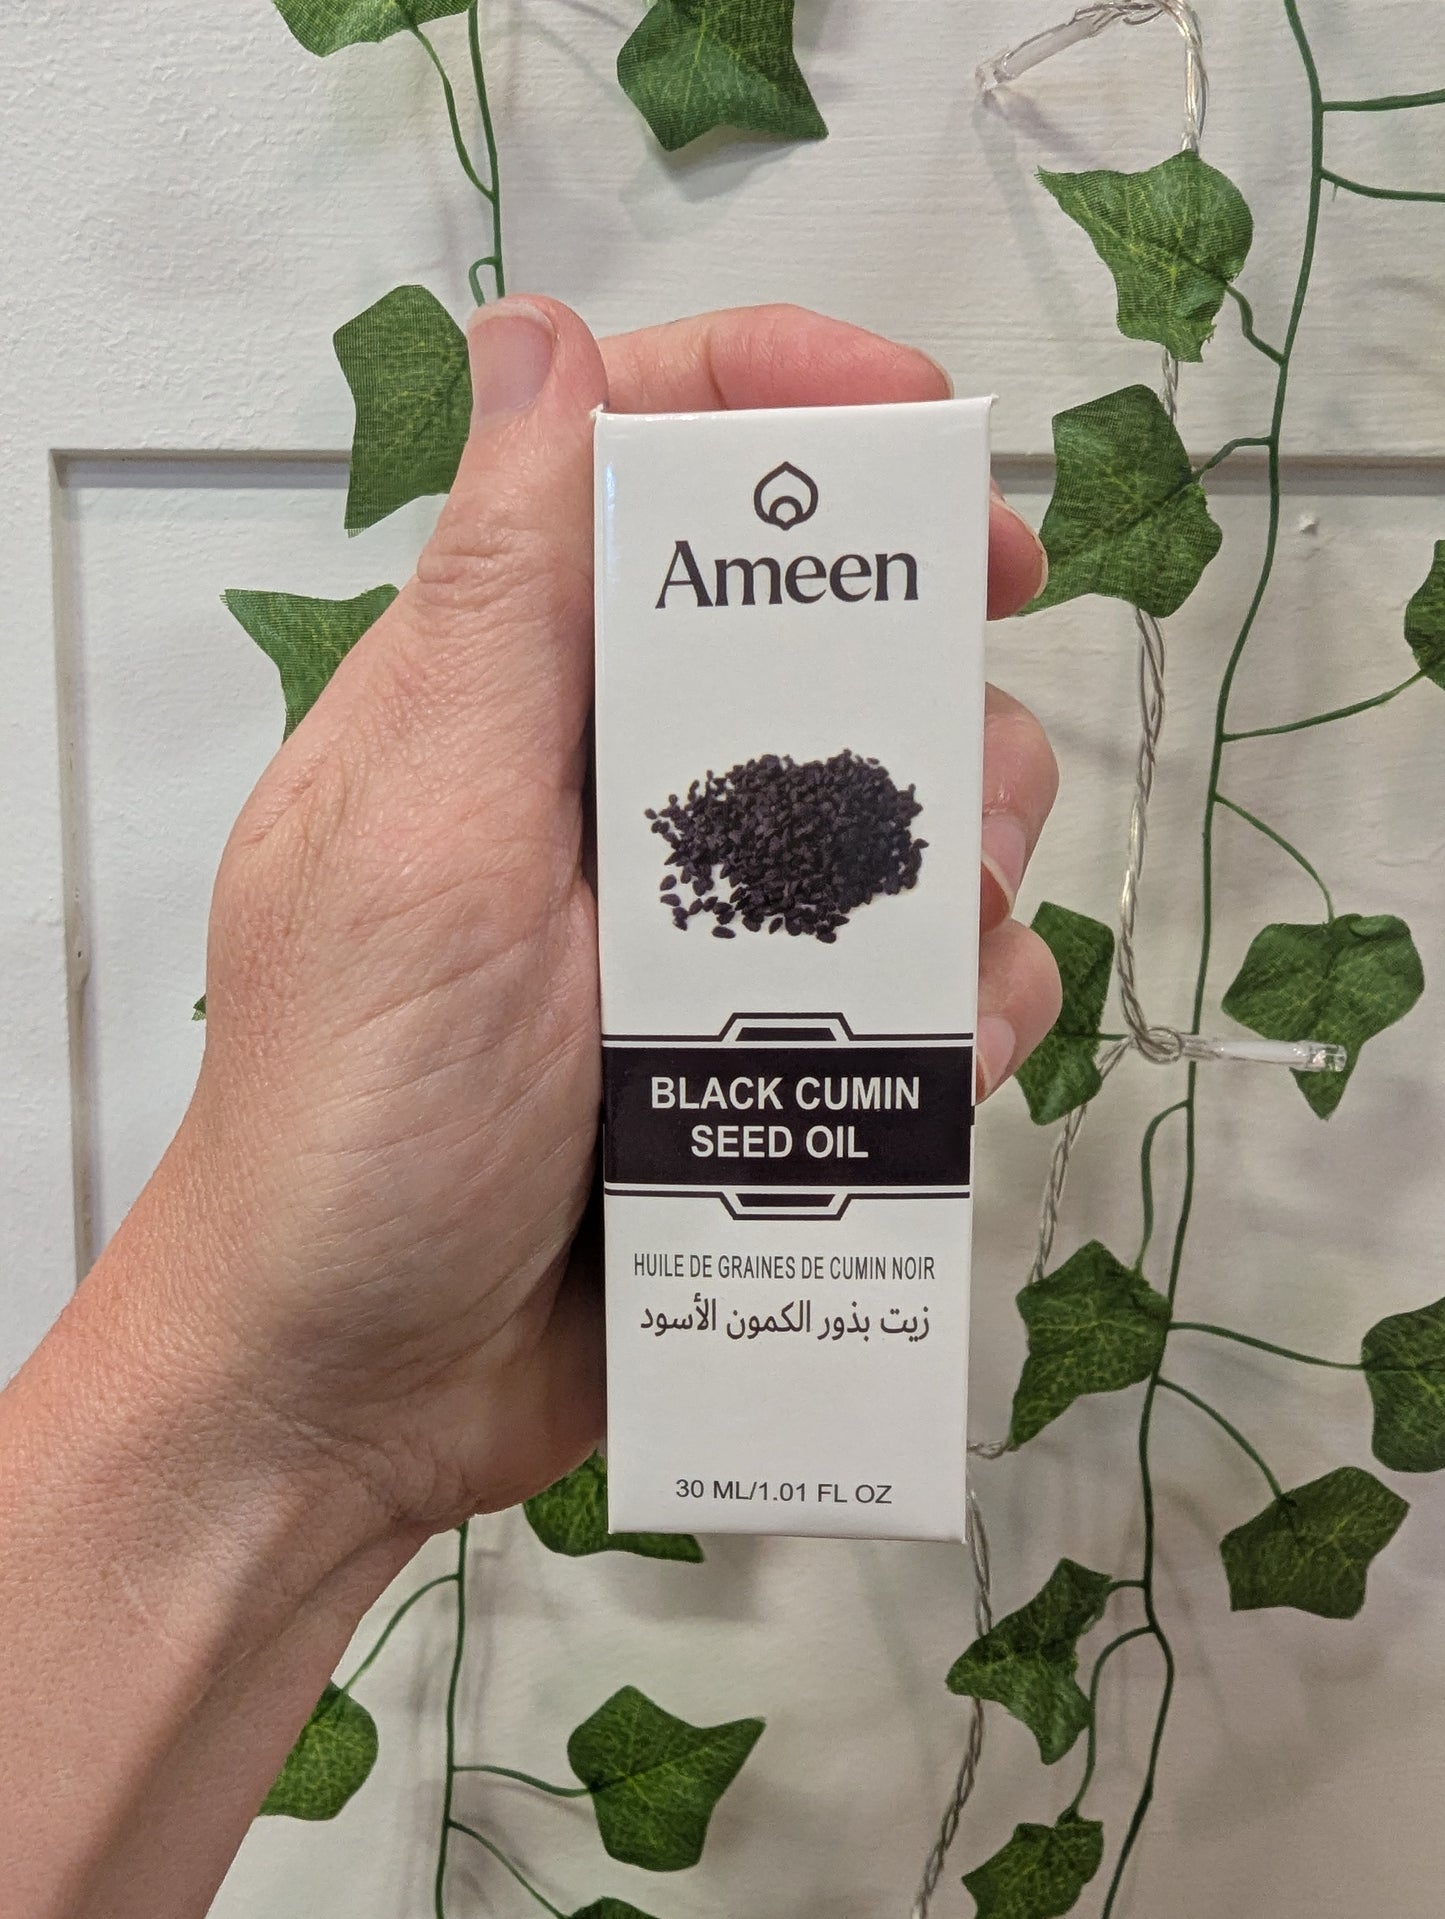 Ameen
BLACK CUMIN
SEED OIL
HUILE DE GRAINES DE CUMIN NOIR
زيت بذور الكمون الأسود
30 ML/1.01 FL OZ